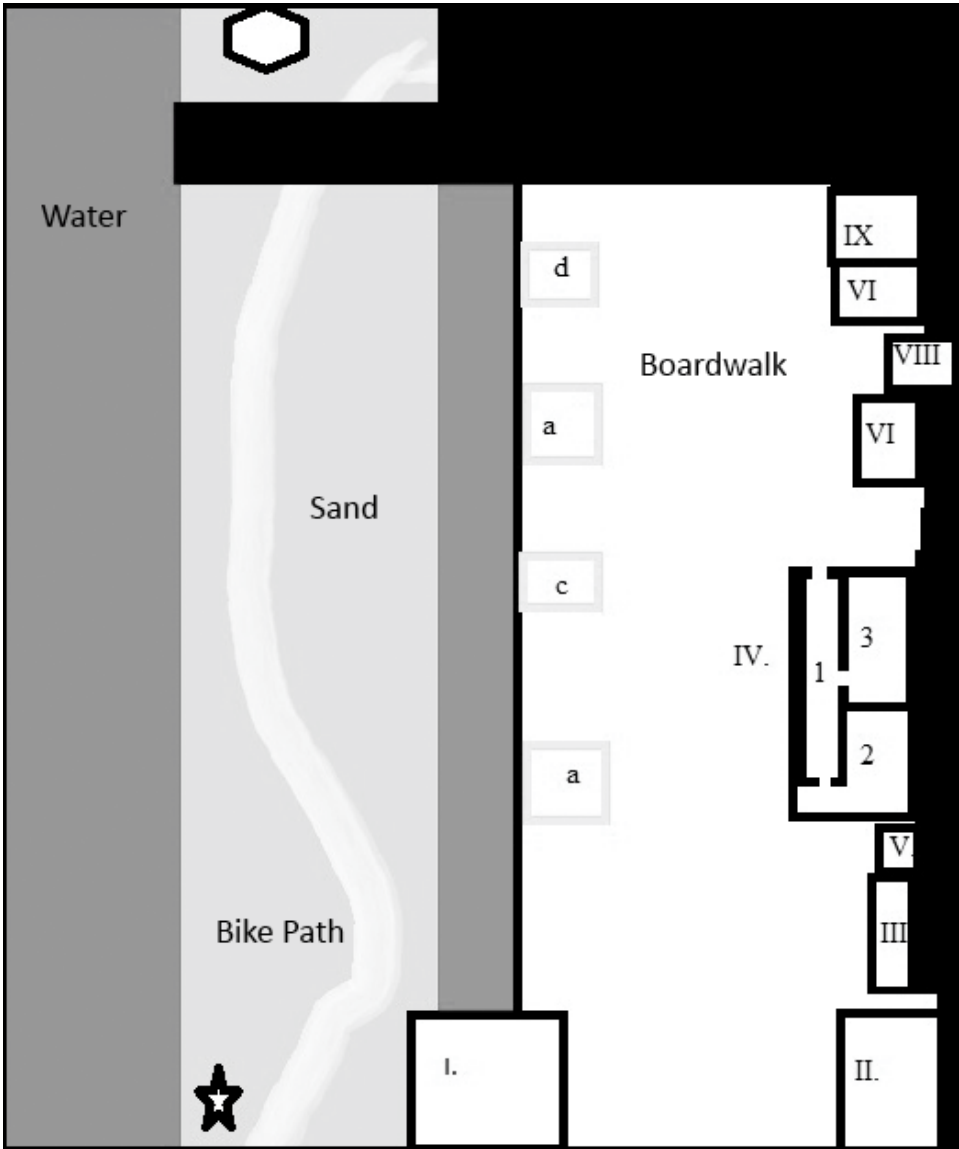 Water
IX
d
VI
VIII
Boardwalk
a
VI
Sand
c
3
IV.
1
2
a
V.
Bike Path
III
I.
II.